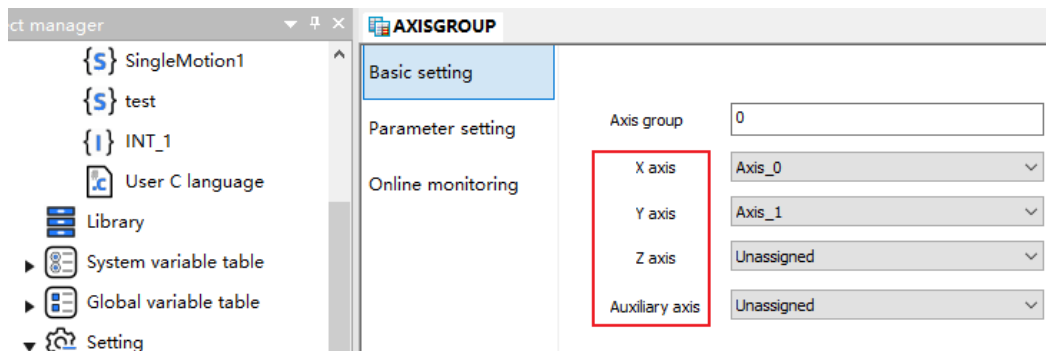 ct manager
{S} SingleMotion1
{S} test
{I} INT_1
.c User C language
Library
System variable table
Global variable table
Setting
AXISGROUP
Basic setting
Parameter setting
Online monitoring
Axis group 0
X axis Axis_0
Y axis Axis_1
Z axis Unassigned
Auxiliary axis Unassigned